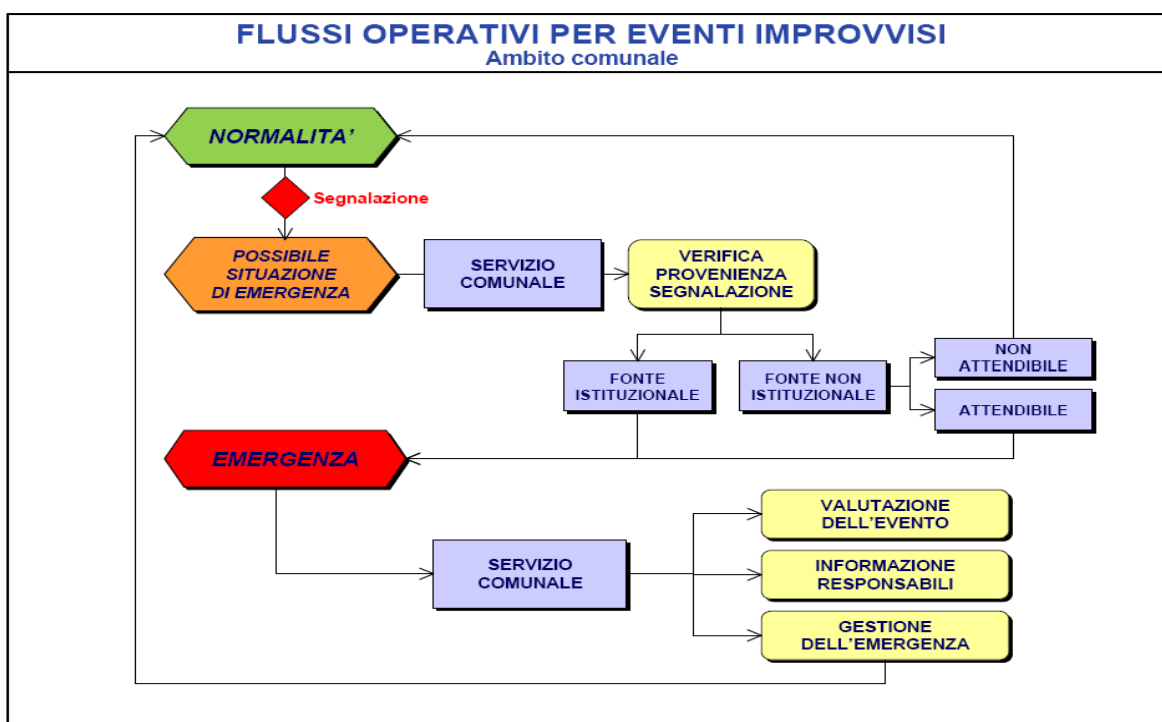 FLUSSI OPERATIVI PER EVENTI IMPROVVISI
Ambito comunale
NORMALITA’
Segnalazione
POSSIBILE
SITUAZIONE
DI EMERGENZA
SERVIZIO
COMUNALE
VERIFICA
PROVENIENZA
SEGNALAZIONE
FONTE
ISTITUZIONALE
FONTE NON
ISTITUZIONALE
NON
ATTENDIBILE
ATTENDIBILE
EMERGENZA
SERVIZIO
COMUNALE
VALUTAZIONE
DELL’EVENTO
INFORMAZIONE
RESPONSABILI
GESTIONE
DELL’EMERGENZA